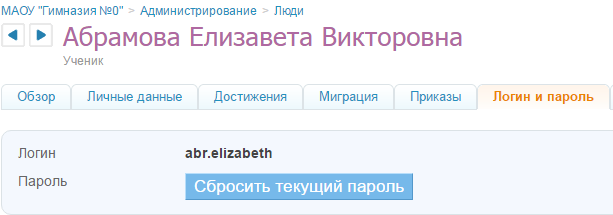 МАОУ "Гимназия №0" > Администрирование > Люди
Абрамова Елизавета Викторовна
Ученик
Обзор Личные данные Достижения Миграция Приказы Логин и пароль
Логин abr.elizabeth
Пароль Сбросить текущий пароль